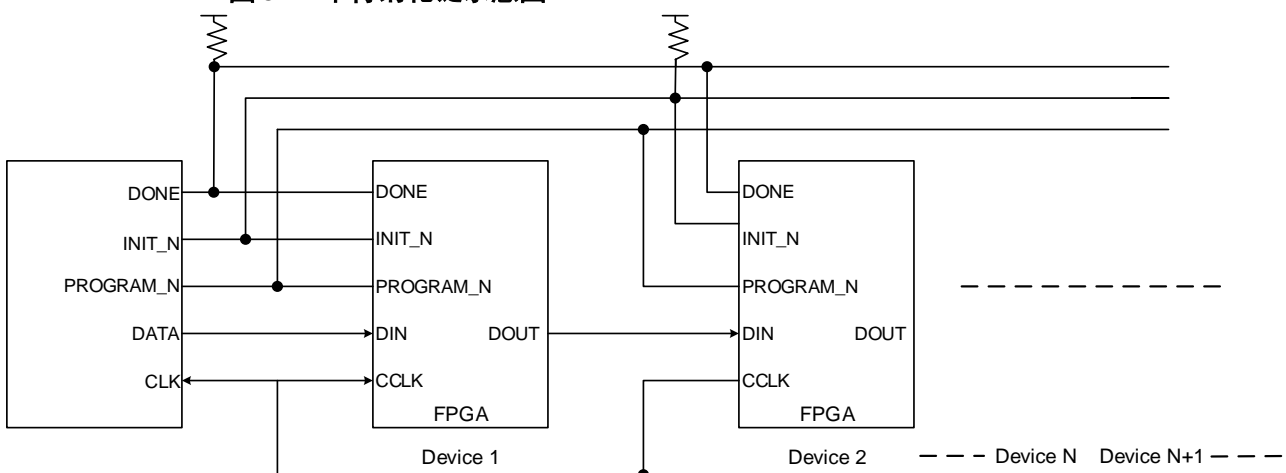 DONE
INIT_N
PROGRAM_N
DATA
CLK
DONE
INIT_N
PROGRAM_N
DIN
DOUT
CCLK
FPGA
Device 1
DONE
INIT_N
PROGRAM_N
DIN
DOUT
CCLK
FPGA
Device 2
Device N
Device N+1